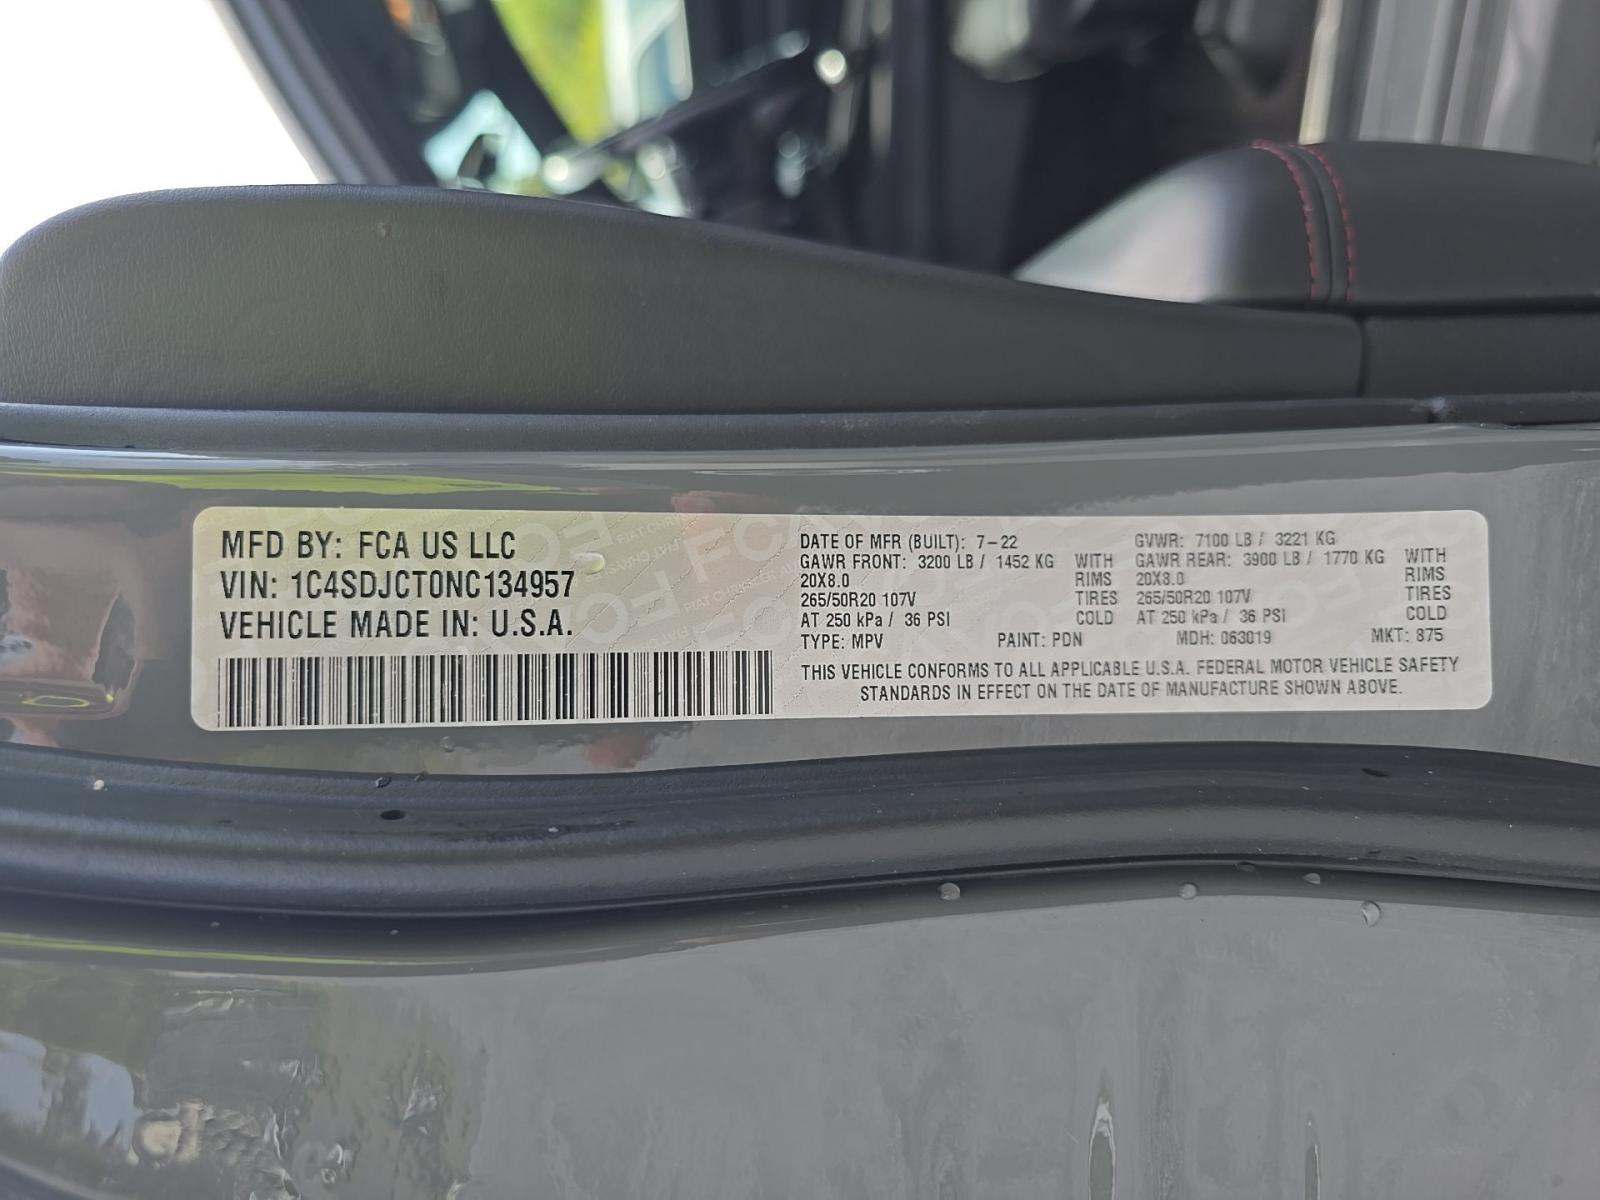 MFD BY: FCA US LLC
VIN: 1C4SDJCT0NC134957
VEHICLE MADE IN: U.S.A.
DATE OF MFR (BUILT): 7-22 GVWR: 7100 LB / 3221 KG
GAWR FRONT: 3200 LB / 1452 KG WITH GAWR REAR: 3900 LB / 1770 KG WITH
20X8.0 RIMS 20X8.0 RIMS
265/50R20 107V TIRES 265/50R20 107V TIRES
AT 250 kPa / 36 PSI COLD AT 250 kPa / 36 PSI COLD
TYPE: MPV PAINT: PDN MDH: 063019 MKT: 875
THIS VEHICLE CONFORMS TO ALL APPLICABLE U.S.A. FEDERAL MOTOR VEHICLE SAFETY
STANDARDS IN EFFECT ON THE DATE OF MANUFACTURE SHOWN ABOVE.